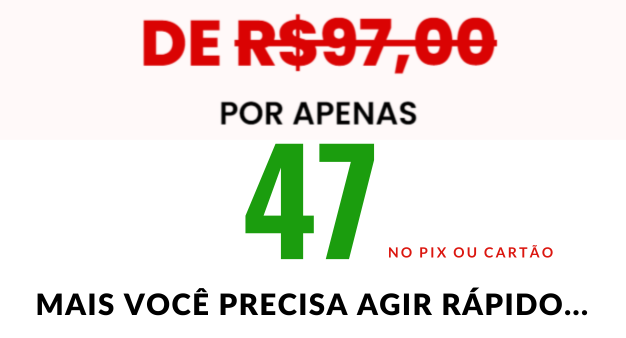 DE R$97,00
POR APENAS
47
NO PIX OU CARTÃO
MAIS VOCÊ PRECISA AGIR RÁPIDO...